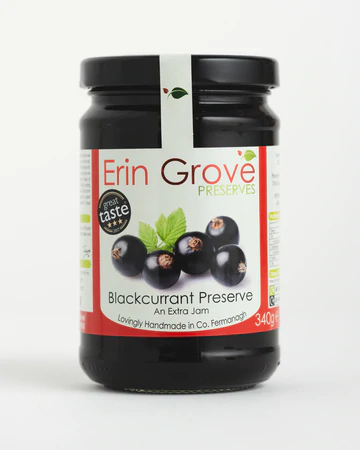 Erin Grove
PRESERVES
great
taste
Blackcurrant Preserve
An Extra Jam
Lovingly Handmade in Co. Fermanagh
340g